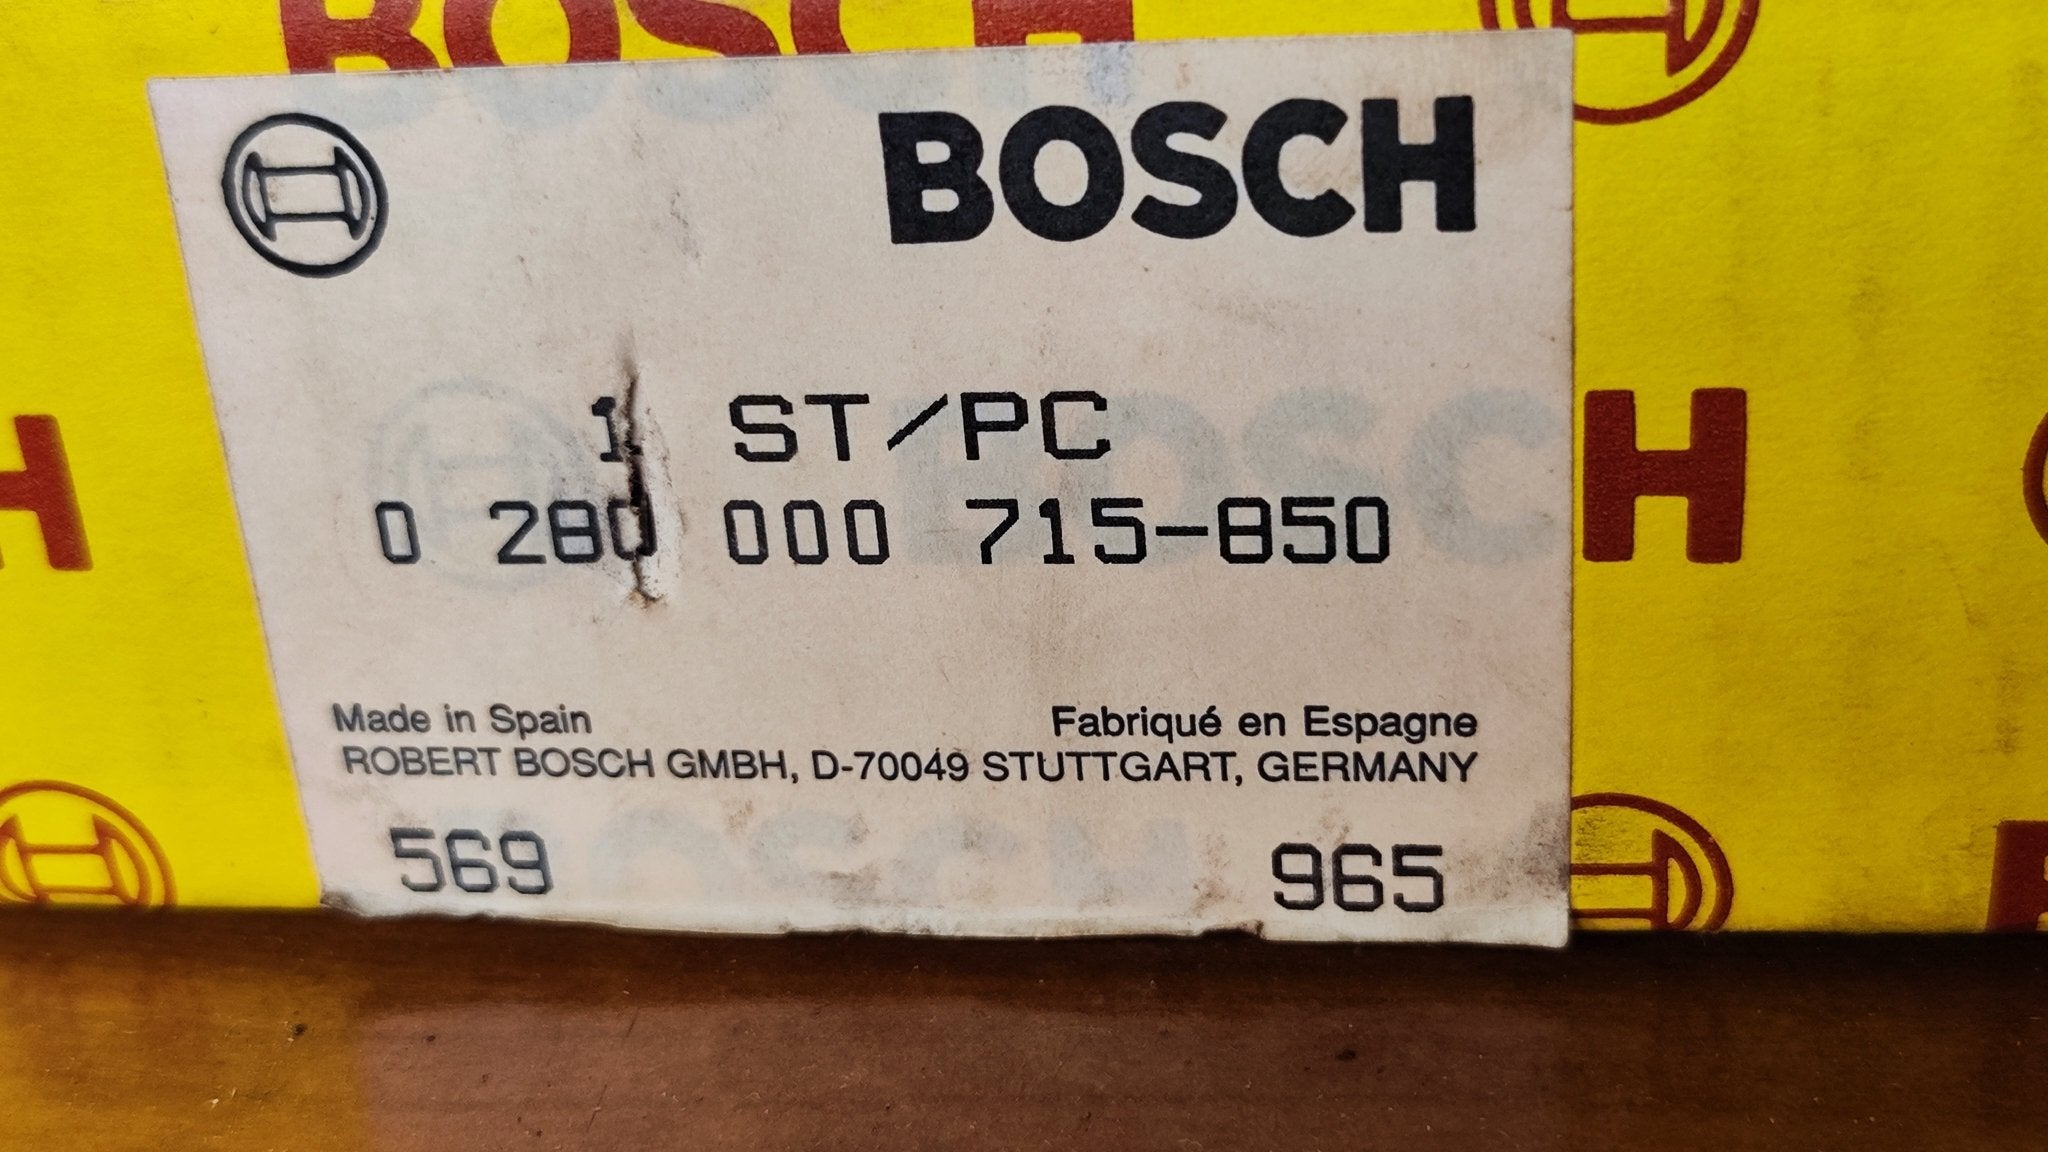 BOSCH
BOSCH
1 ST/PC
0 280 000 715-850
H
H
Made in Spain Fabriqué en Espagne
ROBERT BOSCH GMBH, D-70049 STUTTGART, GERMANY
569 965